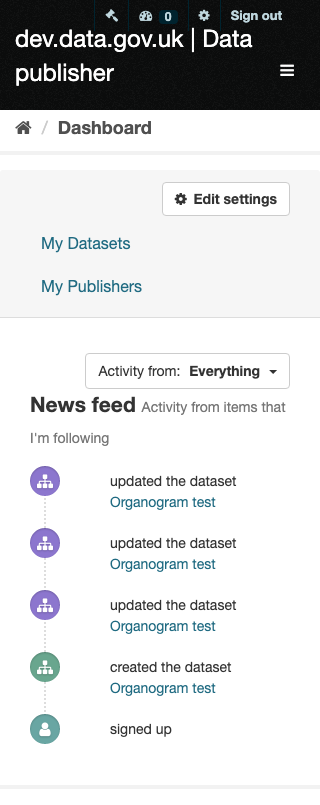 0 Sign out
dev.data.gov.uk | Data
publisher
/ Dashboard
Edit settings
My Datasets
My Publishers
Activity from: Everything
News feed Activity from items that
I'm following
updated the dataset
Organogram test
updated the dataset
Organogram test
updated the dataset
Organogram test
created the dataset
Organogram test
signed up